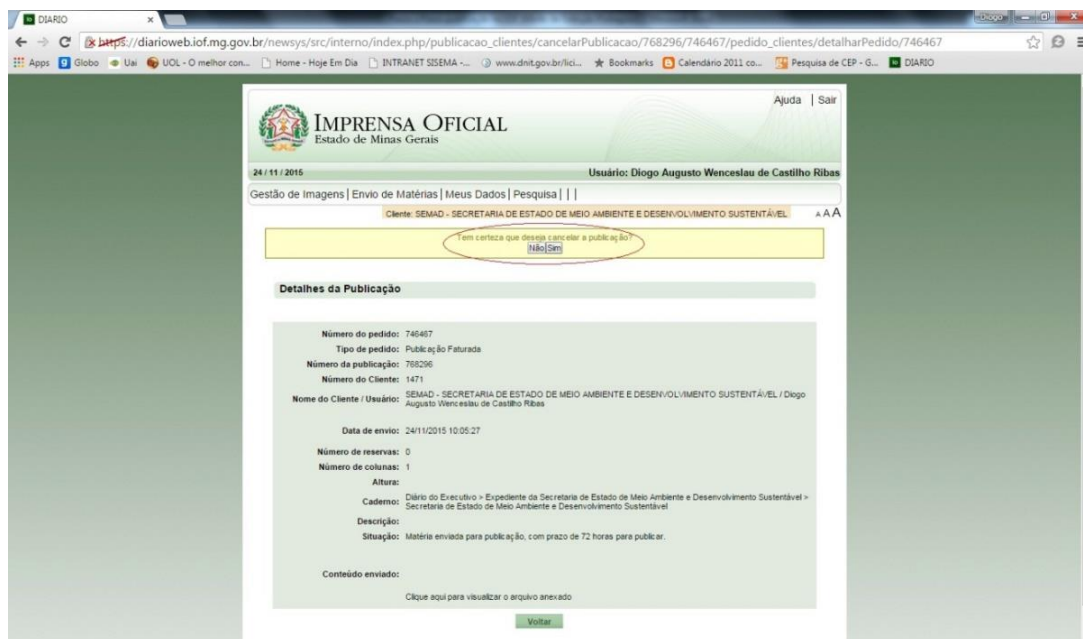 DIARIO
Diogo
https://diarioweb.iof.mg.gov.br/newsys/src/interno/index.php/publicacao_clientes/cancelarPublicacao/768296/746467/pedido_clientes/detalharPedido/746467
Apps Globo Uai UOL - O melhor con... Home - Hoje Em Dia INTRANET SISEMA -... www.dnit.gov.br/lici... Bookmarks Calendário 2011 co... Pesquisa de CEP - G... DIARIO
Ajuda | Sair
IMPRENSA OFICIAL
Estado de Minas Gerais
24 / 11 / 2015 Usuário: Diogo Augusto Wenceslau de Castilho Ribas
Gestão de Imagens | Envio de Matérias | Meus Dados | Pesquisa | | |
Cliente: SEMAD - SECRETARIA DE ESTADO DE MEIO AMBIENTE E DESENVOLVIMENTO SUSTENTÁVEL A A A
Tem certeza que deseja cancelar a publicação?
Não Sim
Detalhes da Publicação
Número do pedido: 746467
Tipo de pedido: Publicação Faturada
Número da publicação: 768296
Número do Cliente: 1471
Nome do Cliente / Usuário: SEMAD - SECRETARIA DE ESTADO DE MEIO AMBIENTE E DESENVOLVIMENTO SUSTENTÁVEL / Diogo
Augusto Wenceslau de Castilho Ribas
Data de envio: 24/11/2015 10:05:27
Número de reservas: 0
Número de colunas: 1
Altura:
Caderno: Diário do Executivo > Expediente da Secretaria de Estado de Meio Ambiente e Desenvolvimento Sustentável >
Secretaria de Estado de Meio Ambiente e Desenvolvimento Sustentável
Descrição:
Situação: Matéria enviada para publicação, com prazo de 72 horas para publicar.
Conteúdo enviado:
Clique aqui para visualizar o arquivo anexado
Voltar